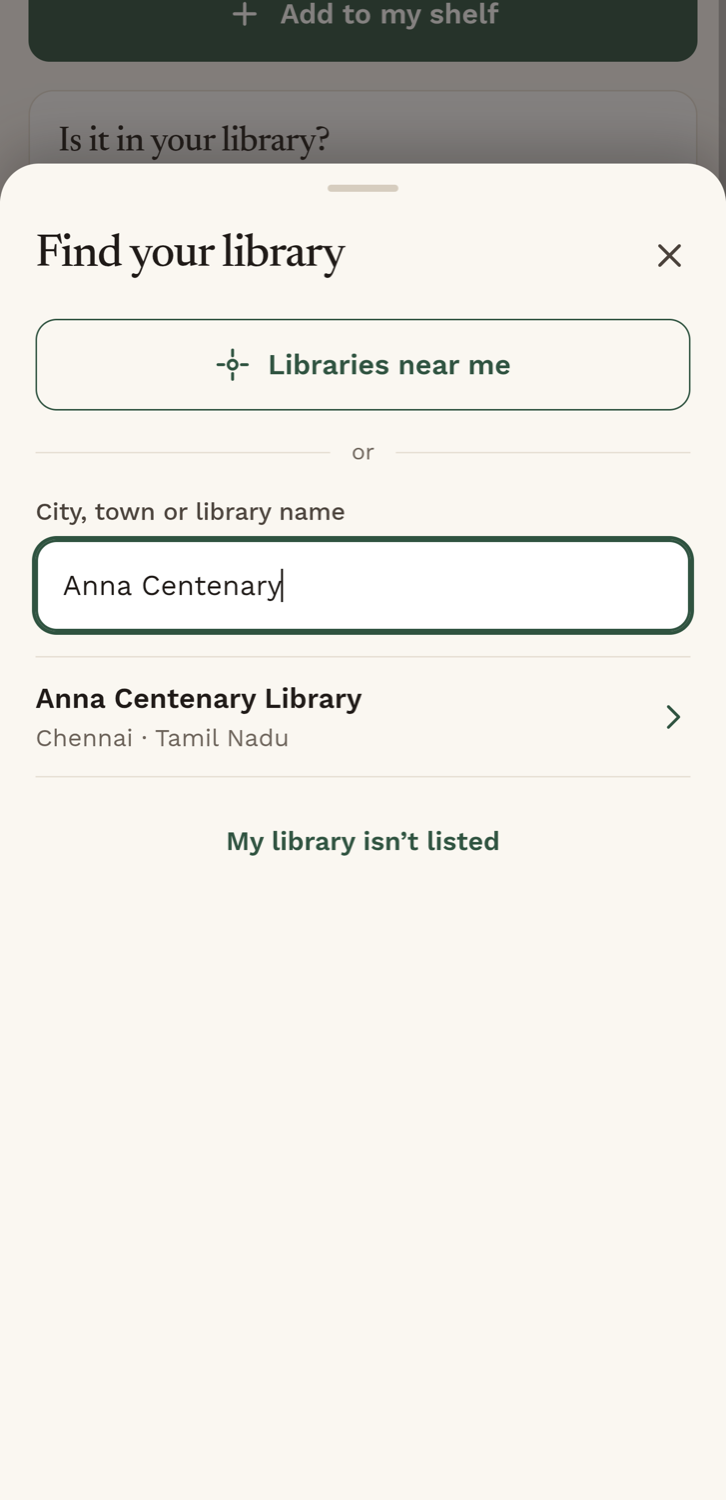 Add to my shelf
Is it in your library?
Find your library
Libraries near me
or
City, town or library name
Anna Centenary
Anna Centenary Library
Chennai · Tamil Nadu
My library isn’t listed